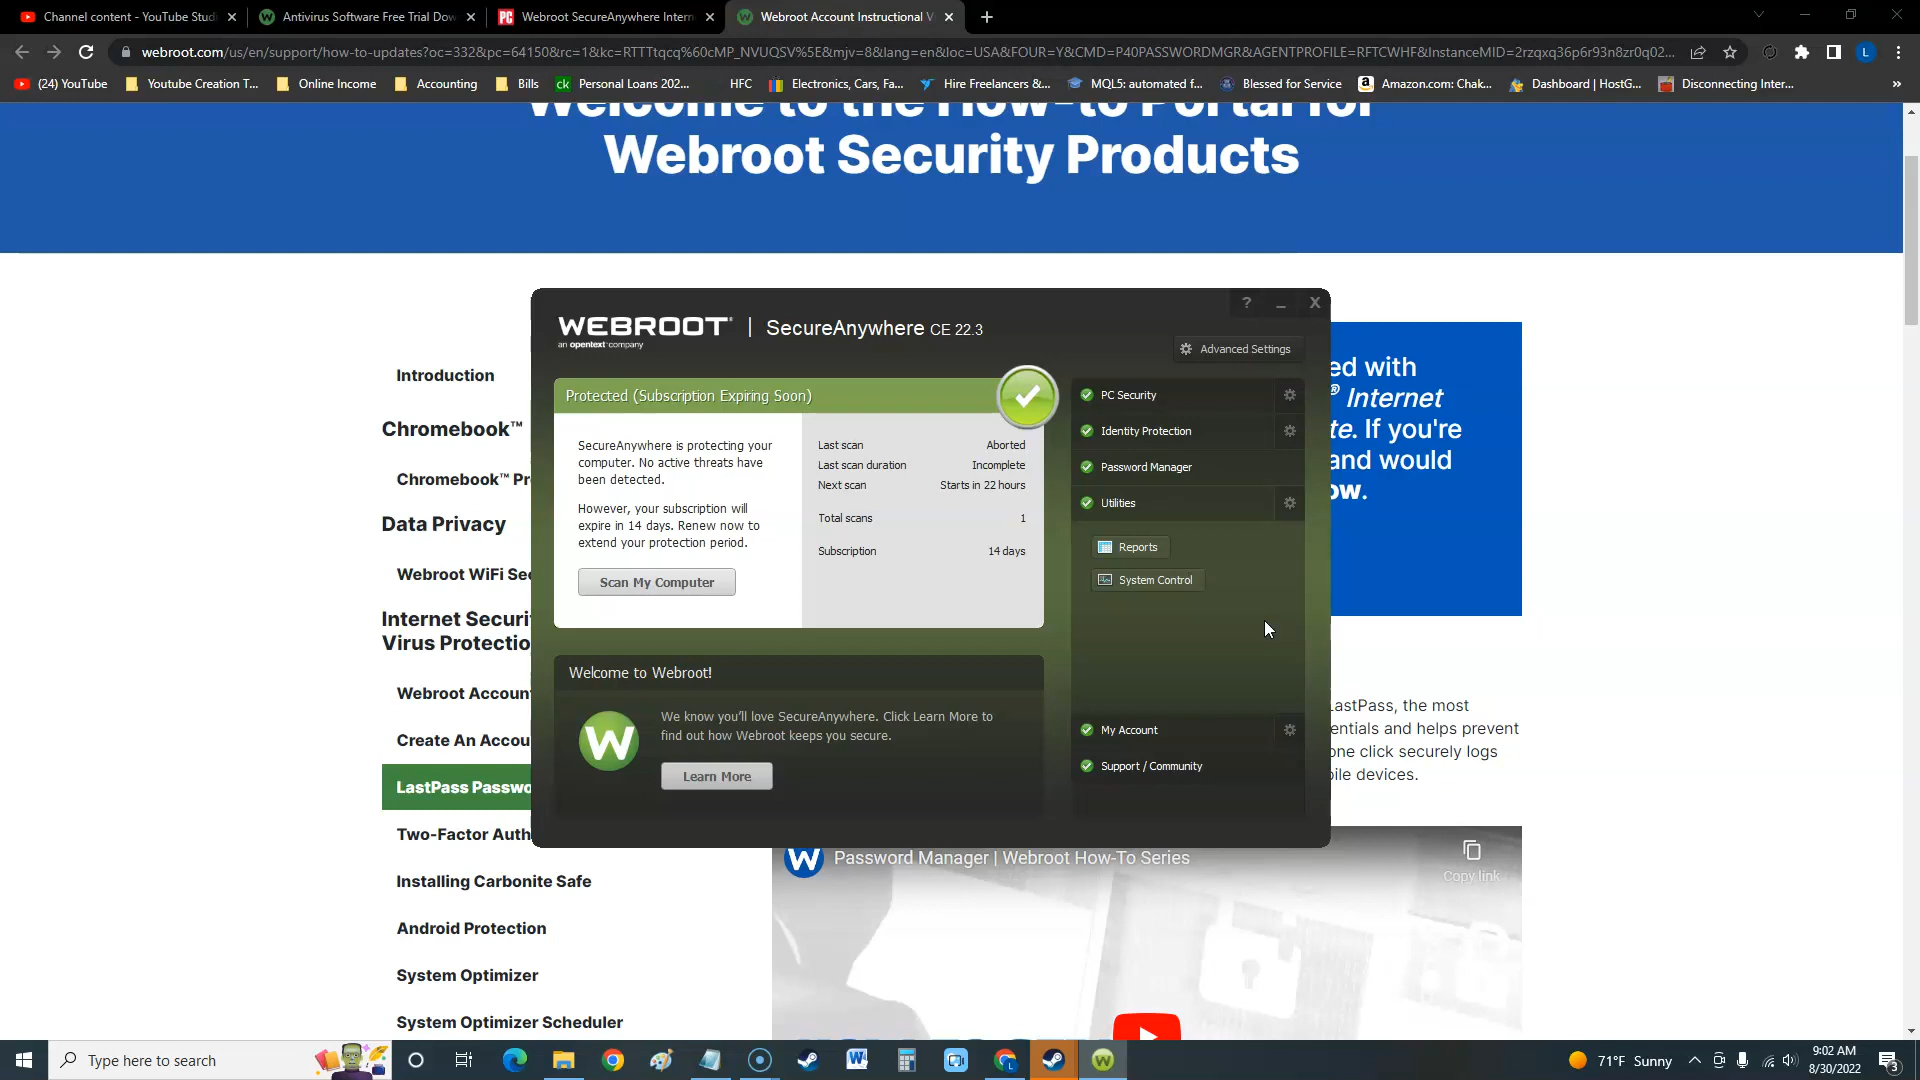 Channel content - YouTube Studi
Antivirus Software Free Trial Dow
Webroot SecureAnywhere Intern
Webroot Account Instructional V
webroot.com/us/en/support/how-to-updates?oc=332&pc=64150&rc=1&kc=RTTTtqcq%60cMP_NVUQSV%5E&mjv=8&lang=en&loc=USA&FOUR=Y&CMD=P40PASSWORDMGR&AGENTPROFILE=RFTCWHF&InstanceMID=2rzqxq36p6r93n8zr0q02...
L
(24) YouTube
Youtube Creation T...
Online Income
Accounting
Bills
ck Personal Loans 202...
HFC
Electronics, Cars, Fa...
Hire Freelancers &...
MQL5: automated f...
Blessed for Service
Amazon.com: Chak...
Dashboard | HostG...
Disconnecting Inter...
»
Welcome to the How-to Portal for
Webroot Security Products
Introduction
Chromebook™
Chromebook™ Pr
Data Privacy
Webroot WiFi Sec
Internet Securi
Virus Protectio
Webroot Accoun
Create An Accou
LastPass Passwo
Two-Factor Auth
Installing Carbonite Safe
Android Protection
System Optimizer
System Optimizer Scheduler
WEBROOT
an opentext company
SecureAnywhere CE 22.3
? _ X
Advanced Settings
Protected (Subscription Expiring Soon)
SecureAnywhere is protecting your
computer. No active threats have
been detected.
However, your subscription will
expire in 14 days. Renew now to
extend your protection period.
Scan My Computer
Last scan Aborted
Last scan duration Incomplete
Next scan Starts in 22 hours
Total scans 1
Subscription 14 days
PC Security
Identity Protection
Password Manager
Utilities
Reports
System Control
My Account
Support / Community
Welcome to Webroot!
W
We know you'll love SecureAnywhere. Click Learn More to
find out how Webroot keeps you secure.
Learn More
ed with
® Internet
te. If you're
and would
ow.
LastPass, the most
entials and helps prevent
one click securely logs
ile devices.
W
Password Manager | Webroot How-To Series
Copy link
Type here to search
71°F Sunny
9:02 AM
8/30/2022
3